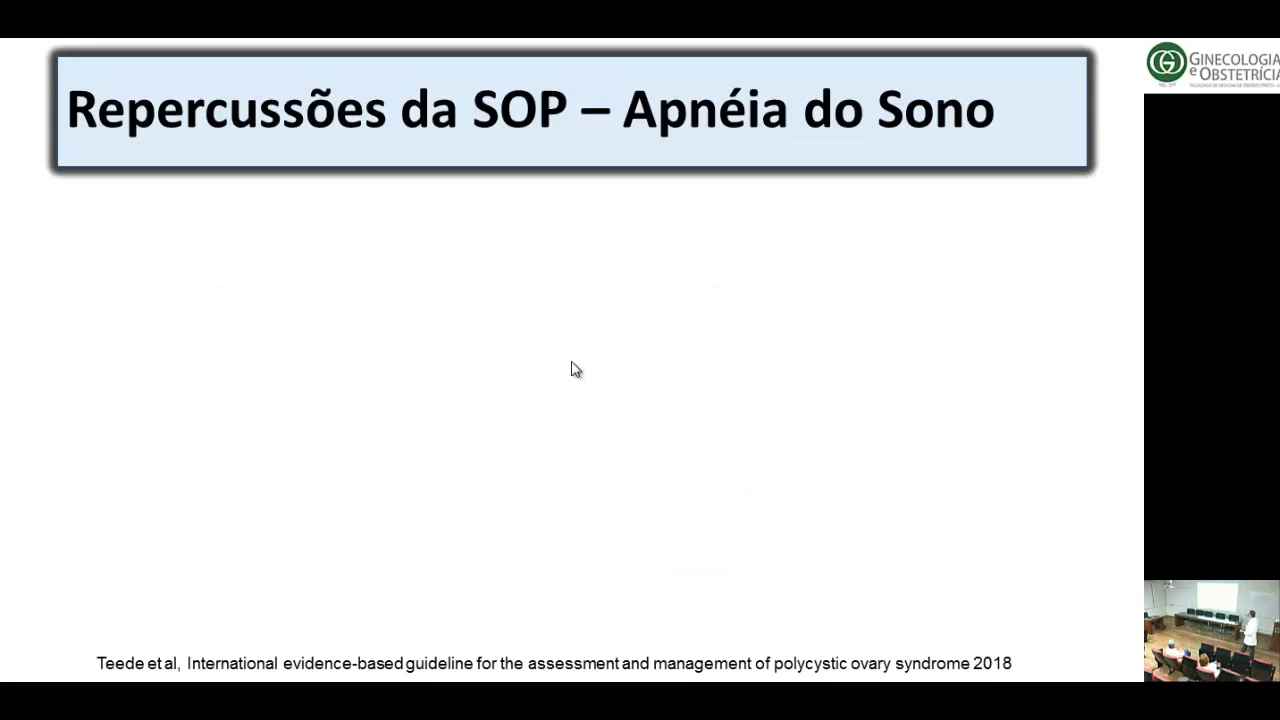 Repercussões da SOP – Apnéia do Sono
GINECOLOGIA
e OBSTETRÍCIA
Teede et al, International evidence-based guideline for the assessment and management of polycystic ovary syndrome 2018